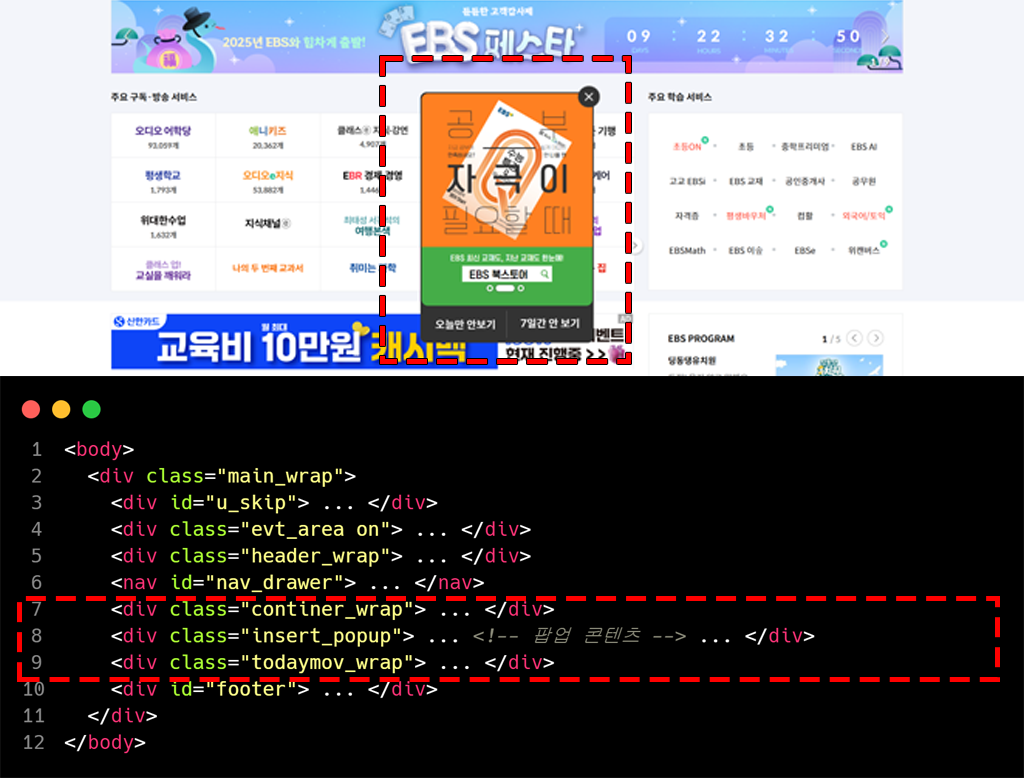 든든한 고객감사제
2025년 EBS와 힘차게 출발!
EBS 페스타
09 : 22 : 32 : 50
DAYS HOURS MINUTES SECONDS
주요 구독·방송 서비스
주요 학습 서비스
오디오 어학당
93,059개
애니키즈
20,362개
클래스ⓔ 지식·강연
4,907
기행
평생학교
1,793개
오디오e지식
53,882개
EBR 경제·경영
1,446
케어
위대한수업
1,632개
지식채널ⓔ
최태성
여행본색
클래스 업!
교실을 깨워라
나의 두 번째 교과서
취미는 과학
집
공부
자극이
필요할 때
EBS 최신 교재도, 지난 교재도 한눈에!
EBS 북스토어
오늘만 안보기
7일간 안 보기
초등ON
초등
중학프리미엄
EBS AI
고교 EBSi
EBS 교재
공인중개사
공무원
자격증
평생바우처
컴활
외국어/토익
EBSMath
EBS 이솦
EBSe
위캔버스
신한카드
월 최대
교육비 10만원 캐시백
이벤트
현재 진행중 >>
AD
EBS PROGRAM
1 / 5
딩동댕유치원
1 <body>
2 <div class="main_wrap">
3 <div id="u_skip"> ... </div>
4 <div class="evt_area on"> ... </div>
5 <div class="header_wrap"> ... </div>
6 <nav id="nav_drawer"> ... </nav>
7 <div class="continer_wrap"> ... </div>
8 <div class="insert_popup"> ... <!-- 팝업 콘텐츠 --> ... </div>
9 <div class="todaymov_wrap"> ... </div>
10 <div id="footer"> ... </div>
11 </div>
12 </body>